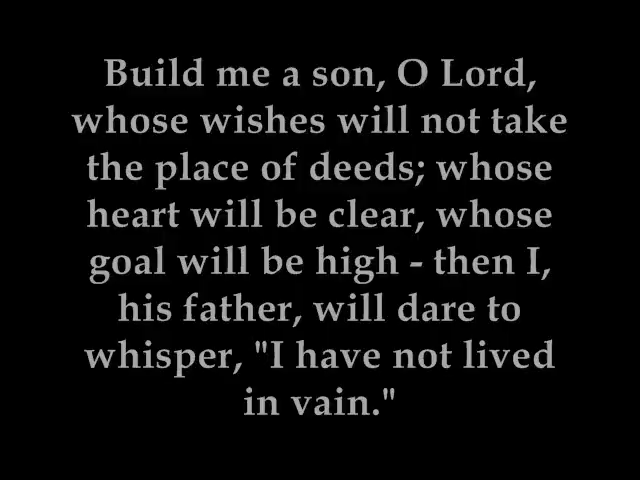 Build me a son, O Lord,
whose wishes will not take
the place of deeds; whose
heart will be clear, whose
goal will be high - then I,
his father, will dare to
whisper, "I have not lived
in vain."